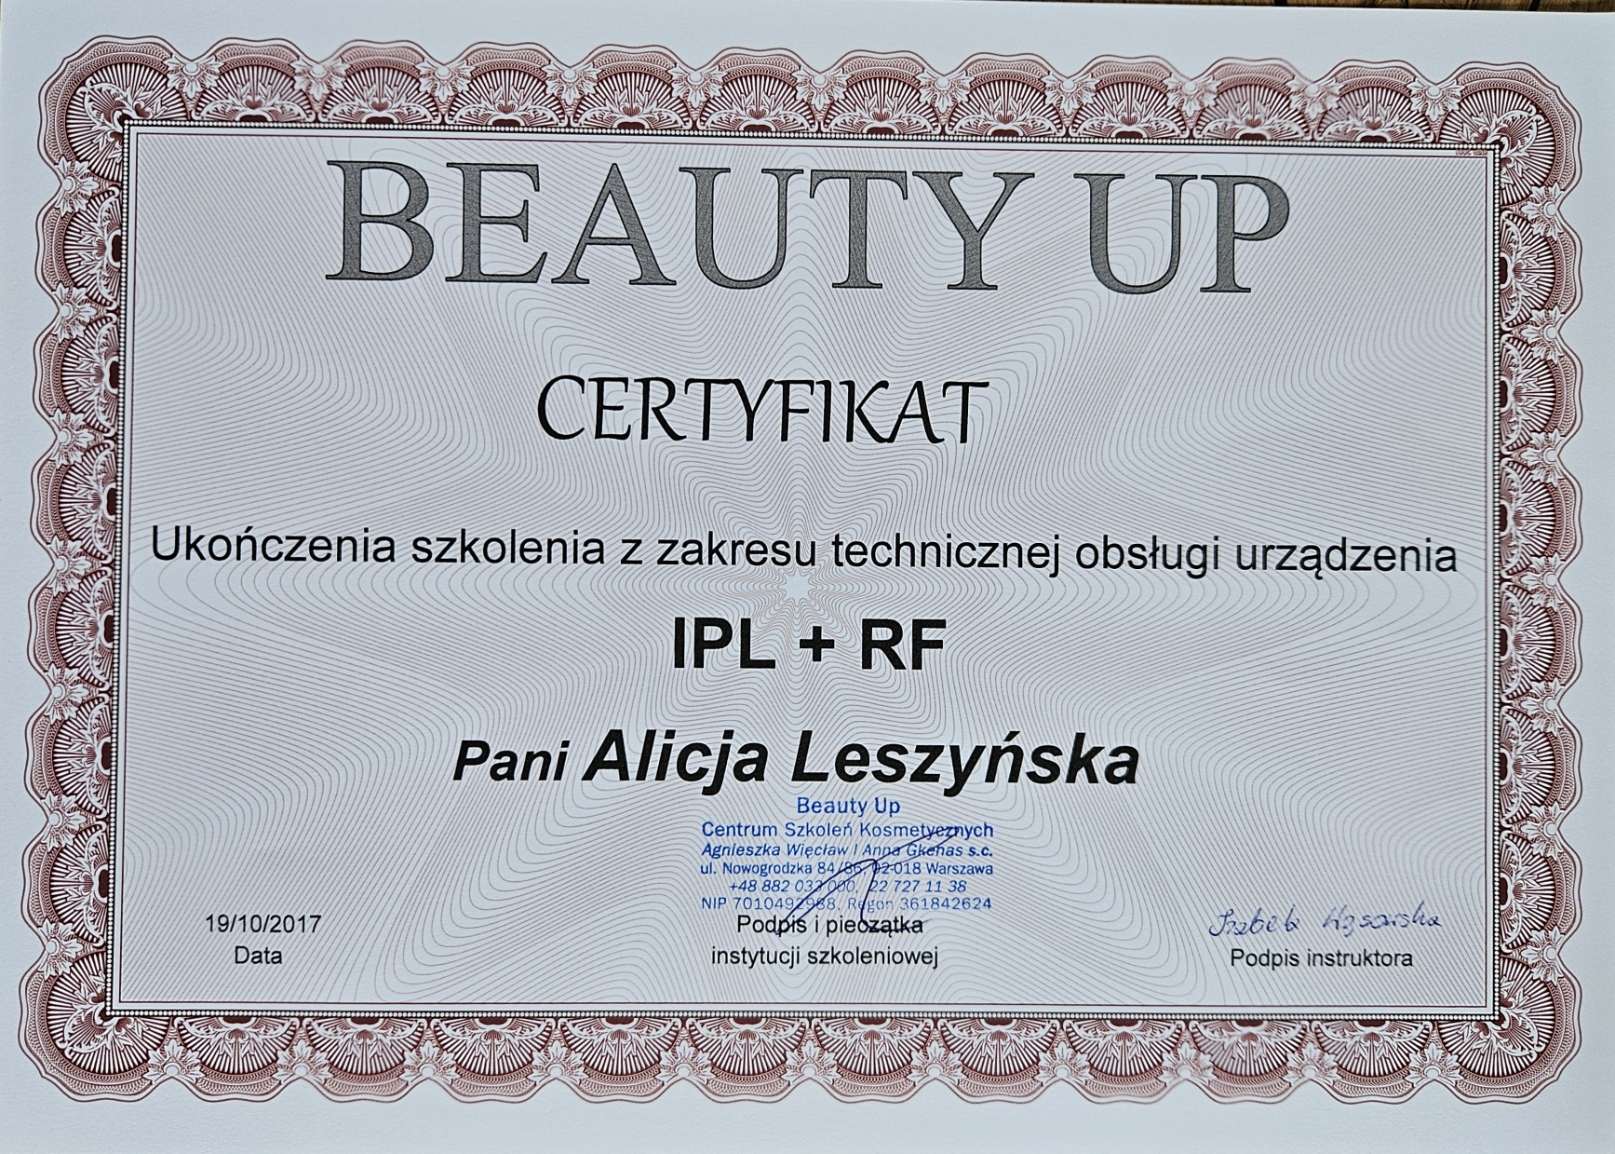 BEAUTY UP
CERTYFIKAT
Ukończenia szkolenia z zakresu technicznej obsługi urządzenia
IPL + RF
Pani Alicja Leszyńska
Beauty Up
Centrum Szkoleń Kosmetycznych
Agnieszka Więcław i Anna Gkenas s.c.
ul. Nowogrodzka 84/86, 02-018 Warszawa
+48 882 033 000, 22 727 11 38
NIP 7010492988, Regon 361842624
19/10/2017
Data
Podpis i pieczątka
instytucji szkoleniowej
Podpis instruktora